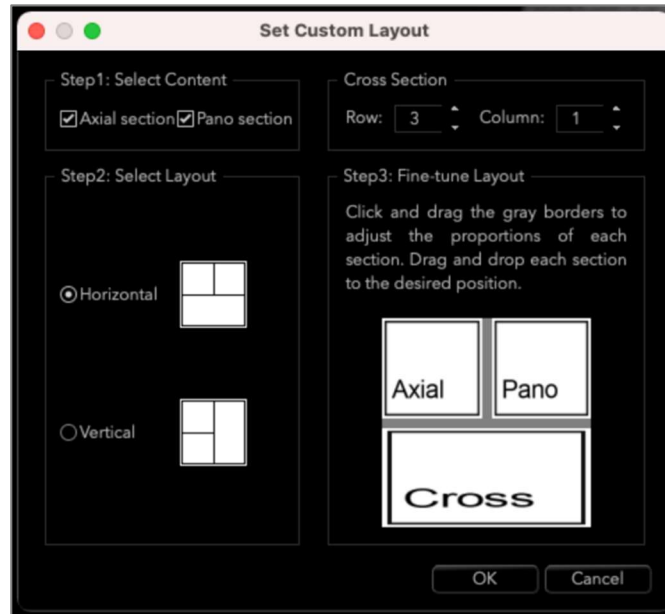 Set Custom Layout
Step1: Select Content
Axial section Pano section
Cross Section
Row: 3 Column: 1
Step2: Select Layout
Horizontal
Vertical
Step3: Fine-tune Layout
Click and drag the gray borders to
adjust the proportions of each
section. Drag and drop each section
to the desired position.
Axial Pano
Cross
OK Cancel